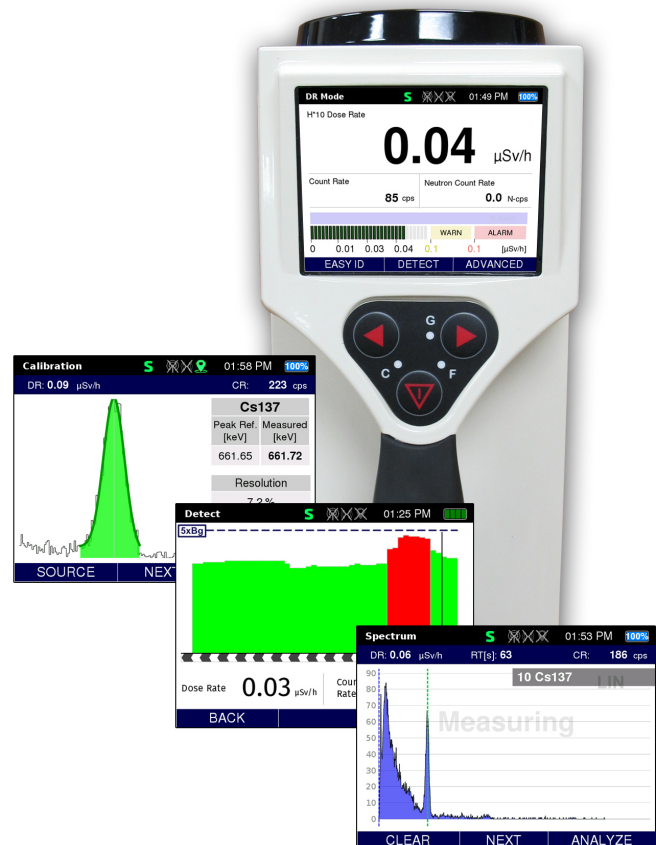 DR Mode S 01:49 PM 100%
H*10 Dose Rate
0.04 µSv/h
Count Rate Neutron Count Rate
85 cps 0.0 N-cps
WARN ALARM
0 0.01 0.03 0.04 0.1 0.1 [µSv/h]
EASY ID DETECT ADVANCED
G
C F
Calibration S 01:58 PM 100%
DR: 0.09 µSv/h CR: 223 cps
Cs137
Peak Ref. Measured
[keV] [keV]
661.65 661.72
Resolution
7.2 %
SOURCE NEXT
Detect S 01:25 PM
5xBg
Dose Rate 0.03 µSv/h
Rate
BACK
Spectrum S 01:53 PM 100%
DR: 0.06 µSv/h RT[s]: 63 CR: 186 cps
10 Cs137
LIN
Measuring
90
80
70
60
50
40
30
20
10
0
CLEAR NEXT ANALYZE